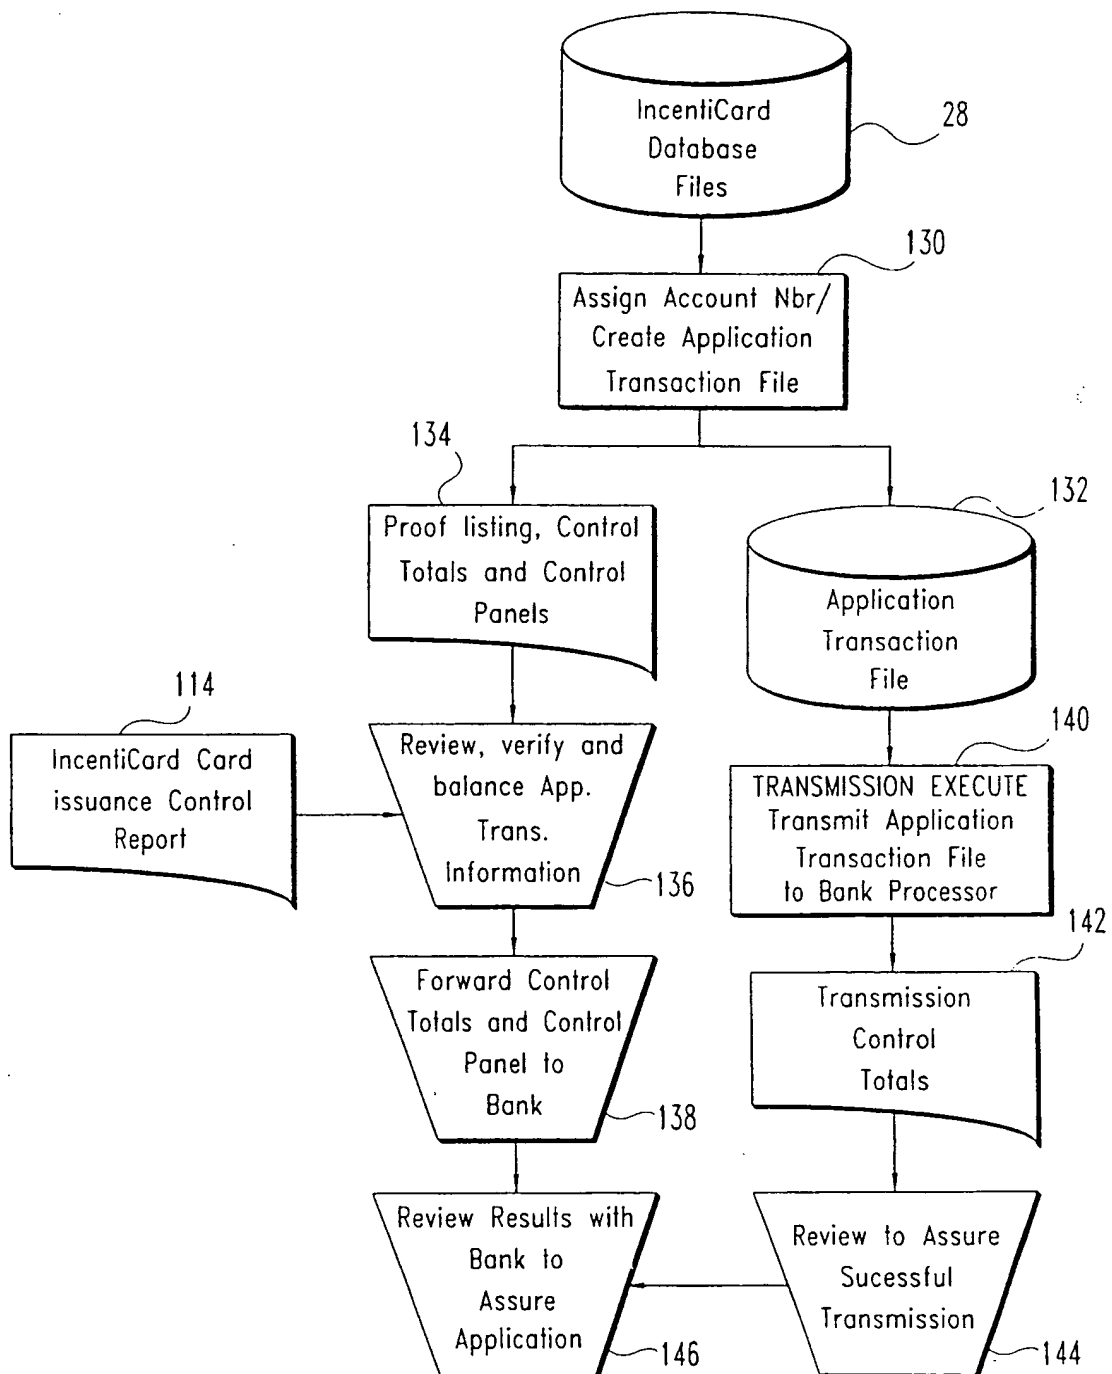 IncentiCard
Database
Files
28
130
Assign Account Nbr/
Create Application
Transaction File
134
Proof listing, Control
Totals and Control
Panels
132
Application
Transaction
File
114
IncentiCard Card
issuance Control
Report
Review, verify and
balance App.
Trans.
Information
136
140
TRANSMISSION EXECUTE
Transmit Application
Transaction File
to Bank Processor
142
Forward Control
Totals and Control
Panel to
Bank
138
Transmission
Control
Totals
Review Results with
Bank to
Assure
Application
146
Review to Assure
Sucessful
Transmission
144